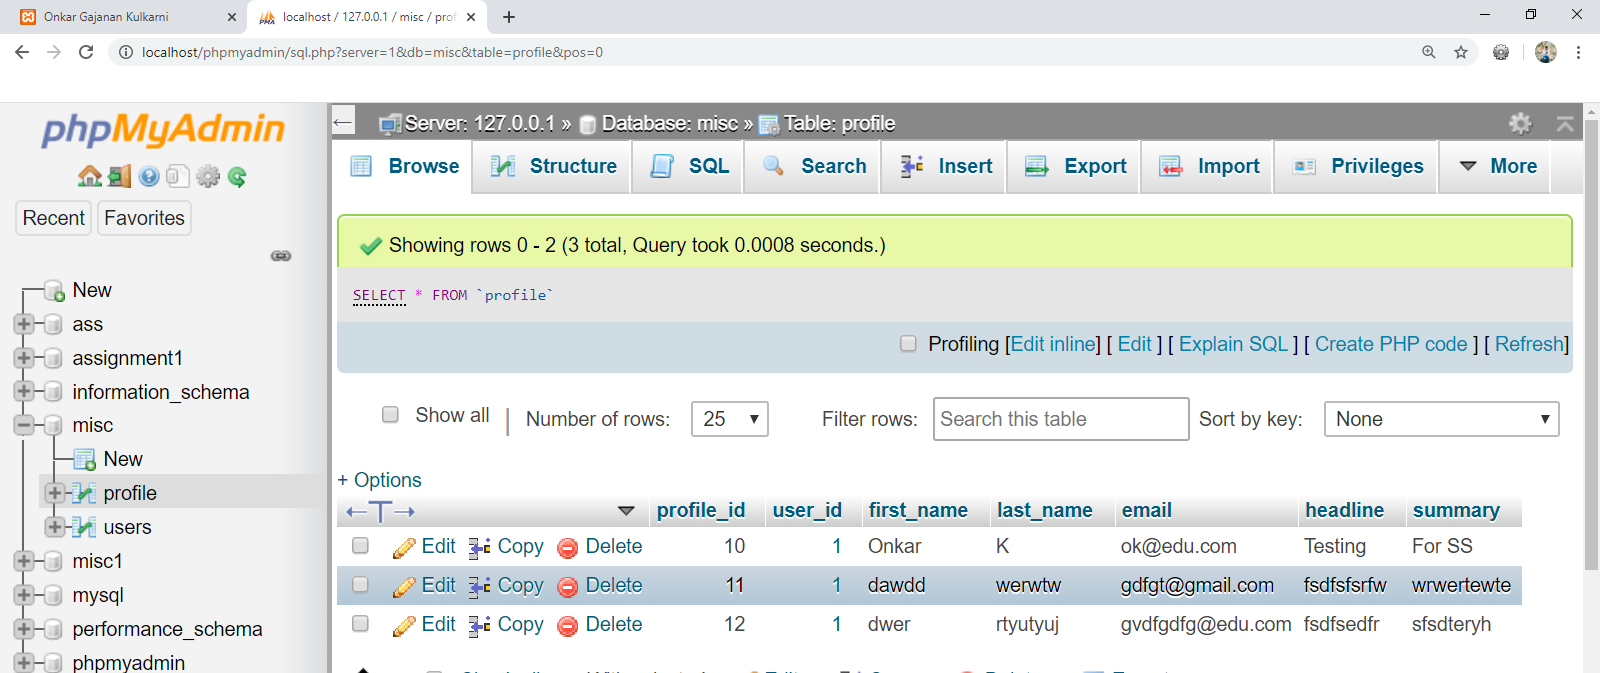 Onkar Gajanan Kulkarni
localhost / 127.0.0.1 / misc / prof
localhost/phpmyadmin/sql.php?server=1&db=misc&table=profile&pos=0
phpMyAdmin
Recent Favorites
New
ass
assignment1
information_schema
misc
New
profile
users
misc1
mysql
performance_schema
phpmyadmin
Server: 127.0.0.1 » Database: misc » Table: profile
Browse Structure SQL Search Insert Export Import Privileges More
Showing rows 0 - 2 (3 total, Query took 0.0008 seconds.)
SELECT * FROM `profile`
Profiling [Edit inline] [ Edit ] [ Explain SQL ] [ Create PHP code ] [ Refresh]
Show all | Number of rows: 25 Filter rows: Search this table Sort by key: None
+ Options
profile_id user_id first_name last_name email headline summary
Edit Copy Delete 10 1 Onkar K ok@edu.com Testing For SS
Edit Copy Delete 11 1 dawdd werwtw gdfgt@gmail.com fsdfsfsrfw wrwertewte
Edit Copy Delete 12 1 dwer rtyutyuj gvdfgdfg@edu.com fsdfsedfr sfsdteryh